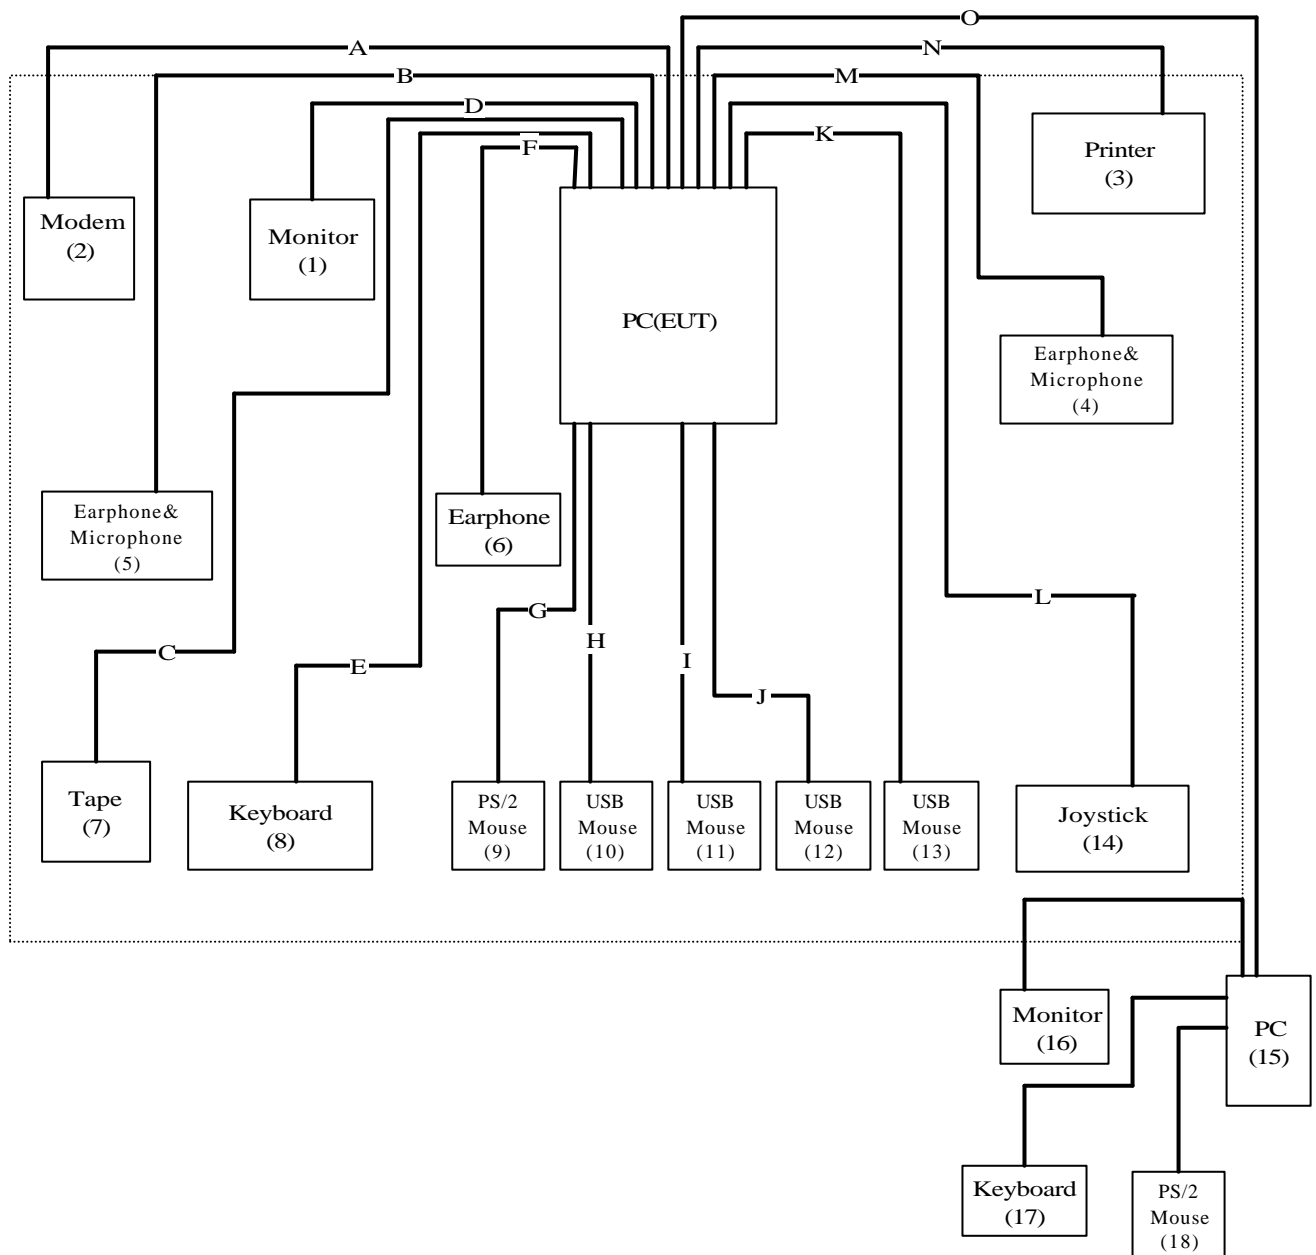 O
A
N
B
M
D
K
F
Printer
(3)
Modem
(2)
Monitor
(1)
PC(EUT)
Earphone&
Microphone
(4)
Earphone&
Microphone
(5)
Earphone
(6)
L
G
H
C
E
I
J
Tape
(7)
Keyboard
(8)
PS/2
Mouse
(9)
USB
Mouse
(10)
USB
Mouse
(11)
USB
Mouse
(12)
USB
Mouse
(13)
Joystick
(14)
Monitor
(16)
PC
(15)
Keyboard
(17)
PS/2
Mouse
(18)